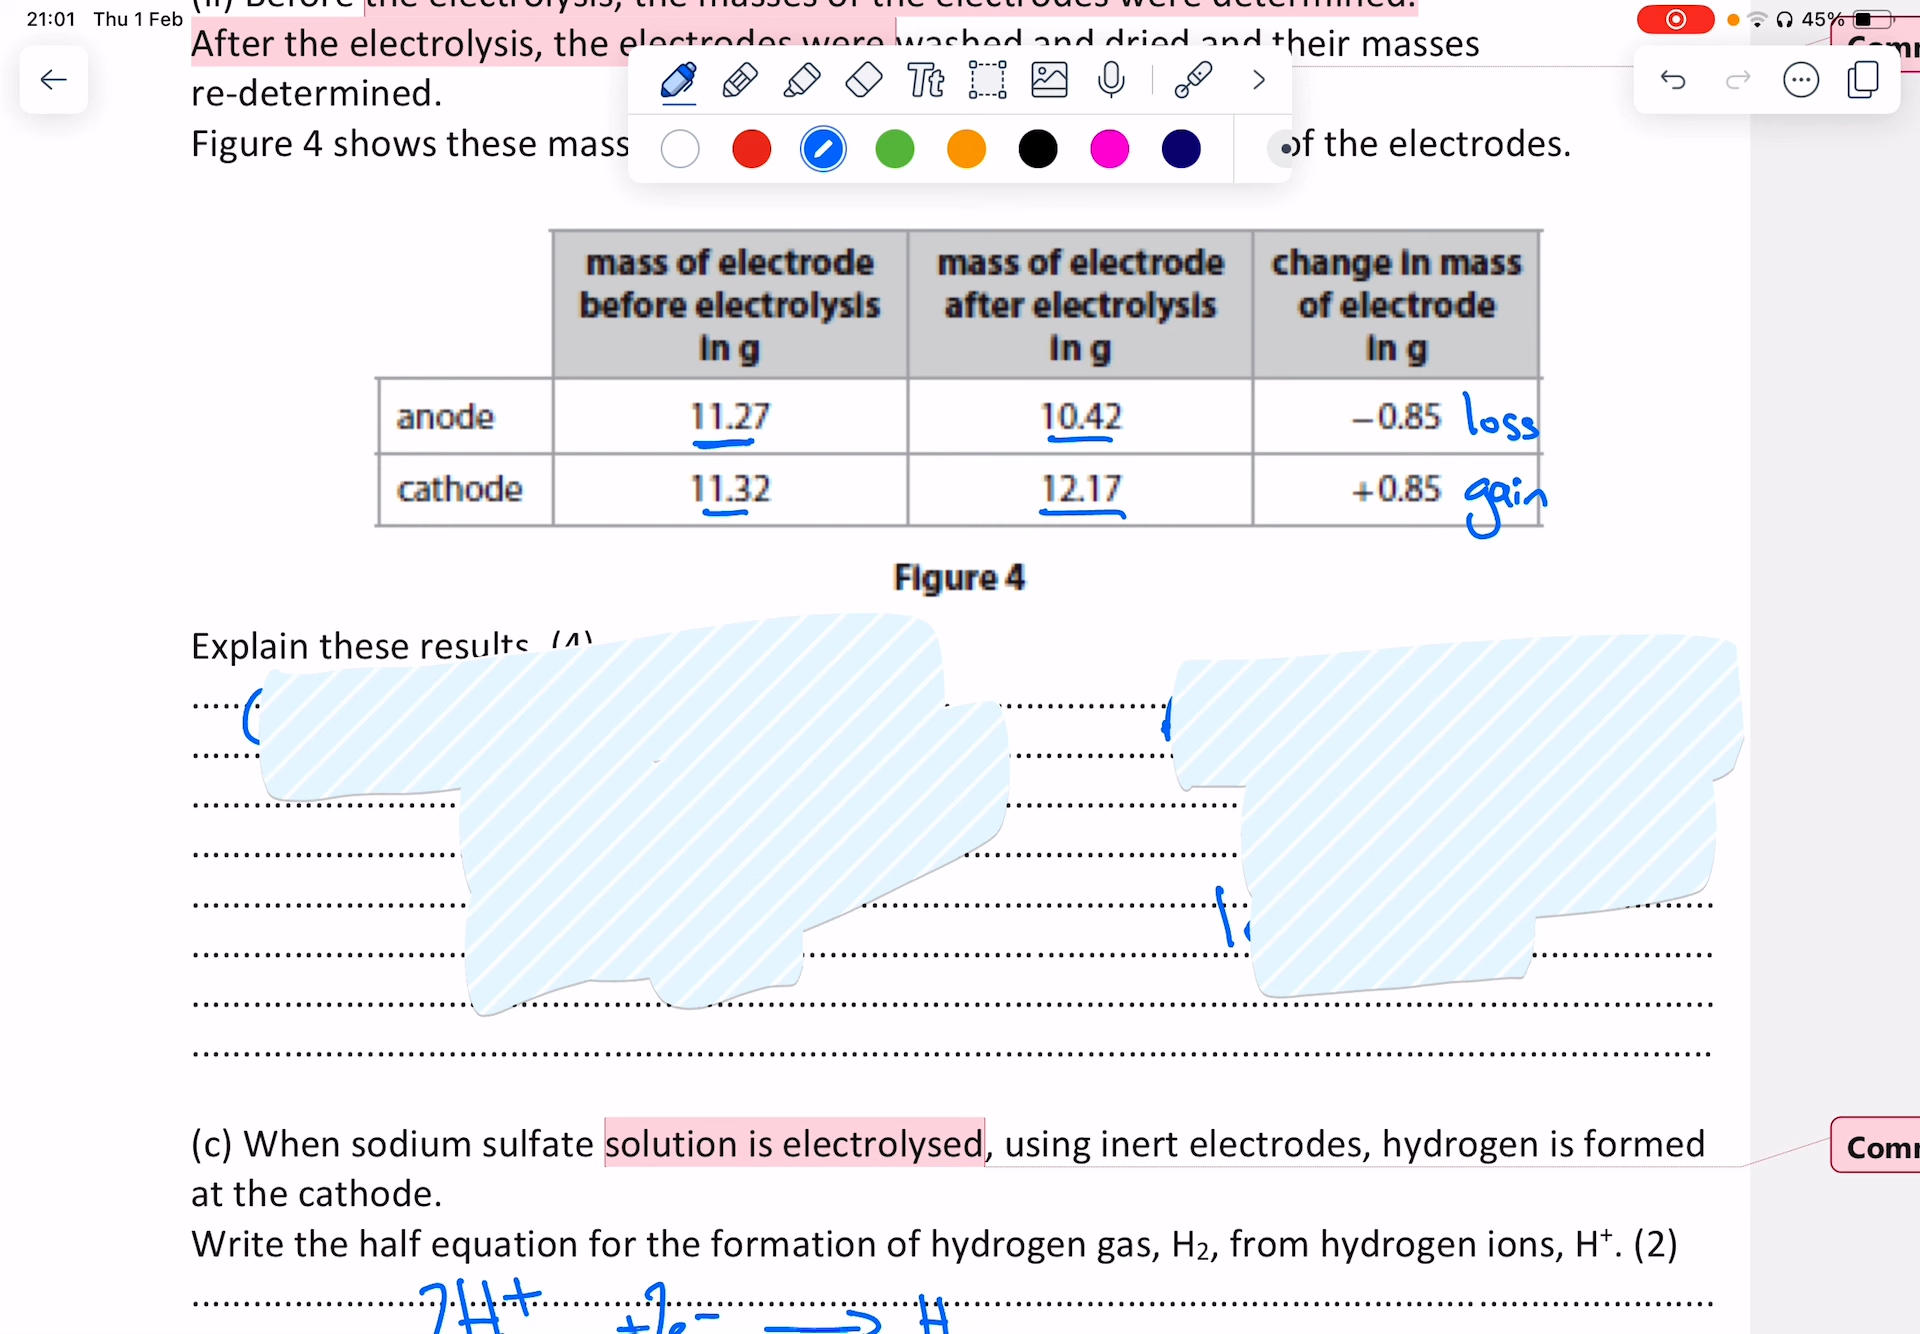 21:01 Thu 1 Feb
45%
After the electrolysis, the electrodes were washed and dried and their masses
re-determined.
Figure 4 shows these mass of the electrodes.
Tt
mass of electrode before electrolysis in g
mass of electrode after electrolysis in g
change in mass of electrode in g
anode 11.27 10.42 −0.85 loss
cathode 11.32 12.17 +0.85 gain
Figure 4
Explain these results. (4)
(c) When sodium sulfate solution is electrolysed, using inert electrodes, hydrogen is formed
Comm
at the cathode.
Write the half equation for the formation of hydrogen gas, H₂, from hydrogen ions, H⁺. (2)
2H⁺ + 2e⁻ → H